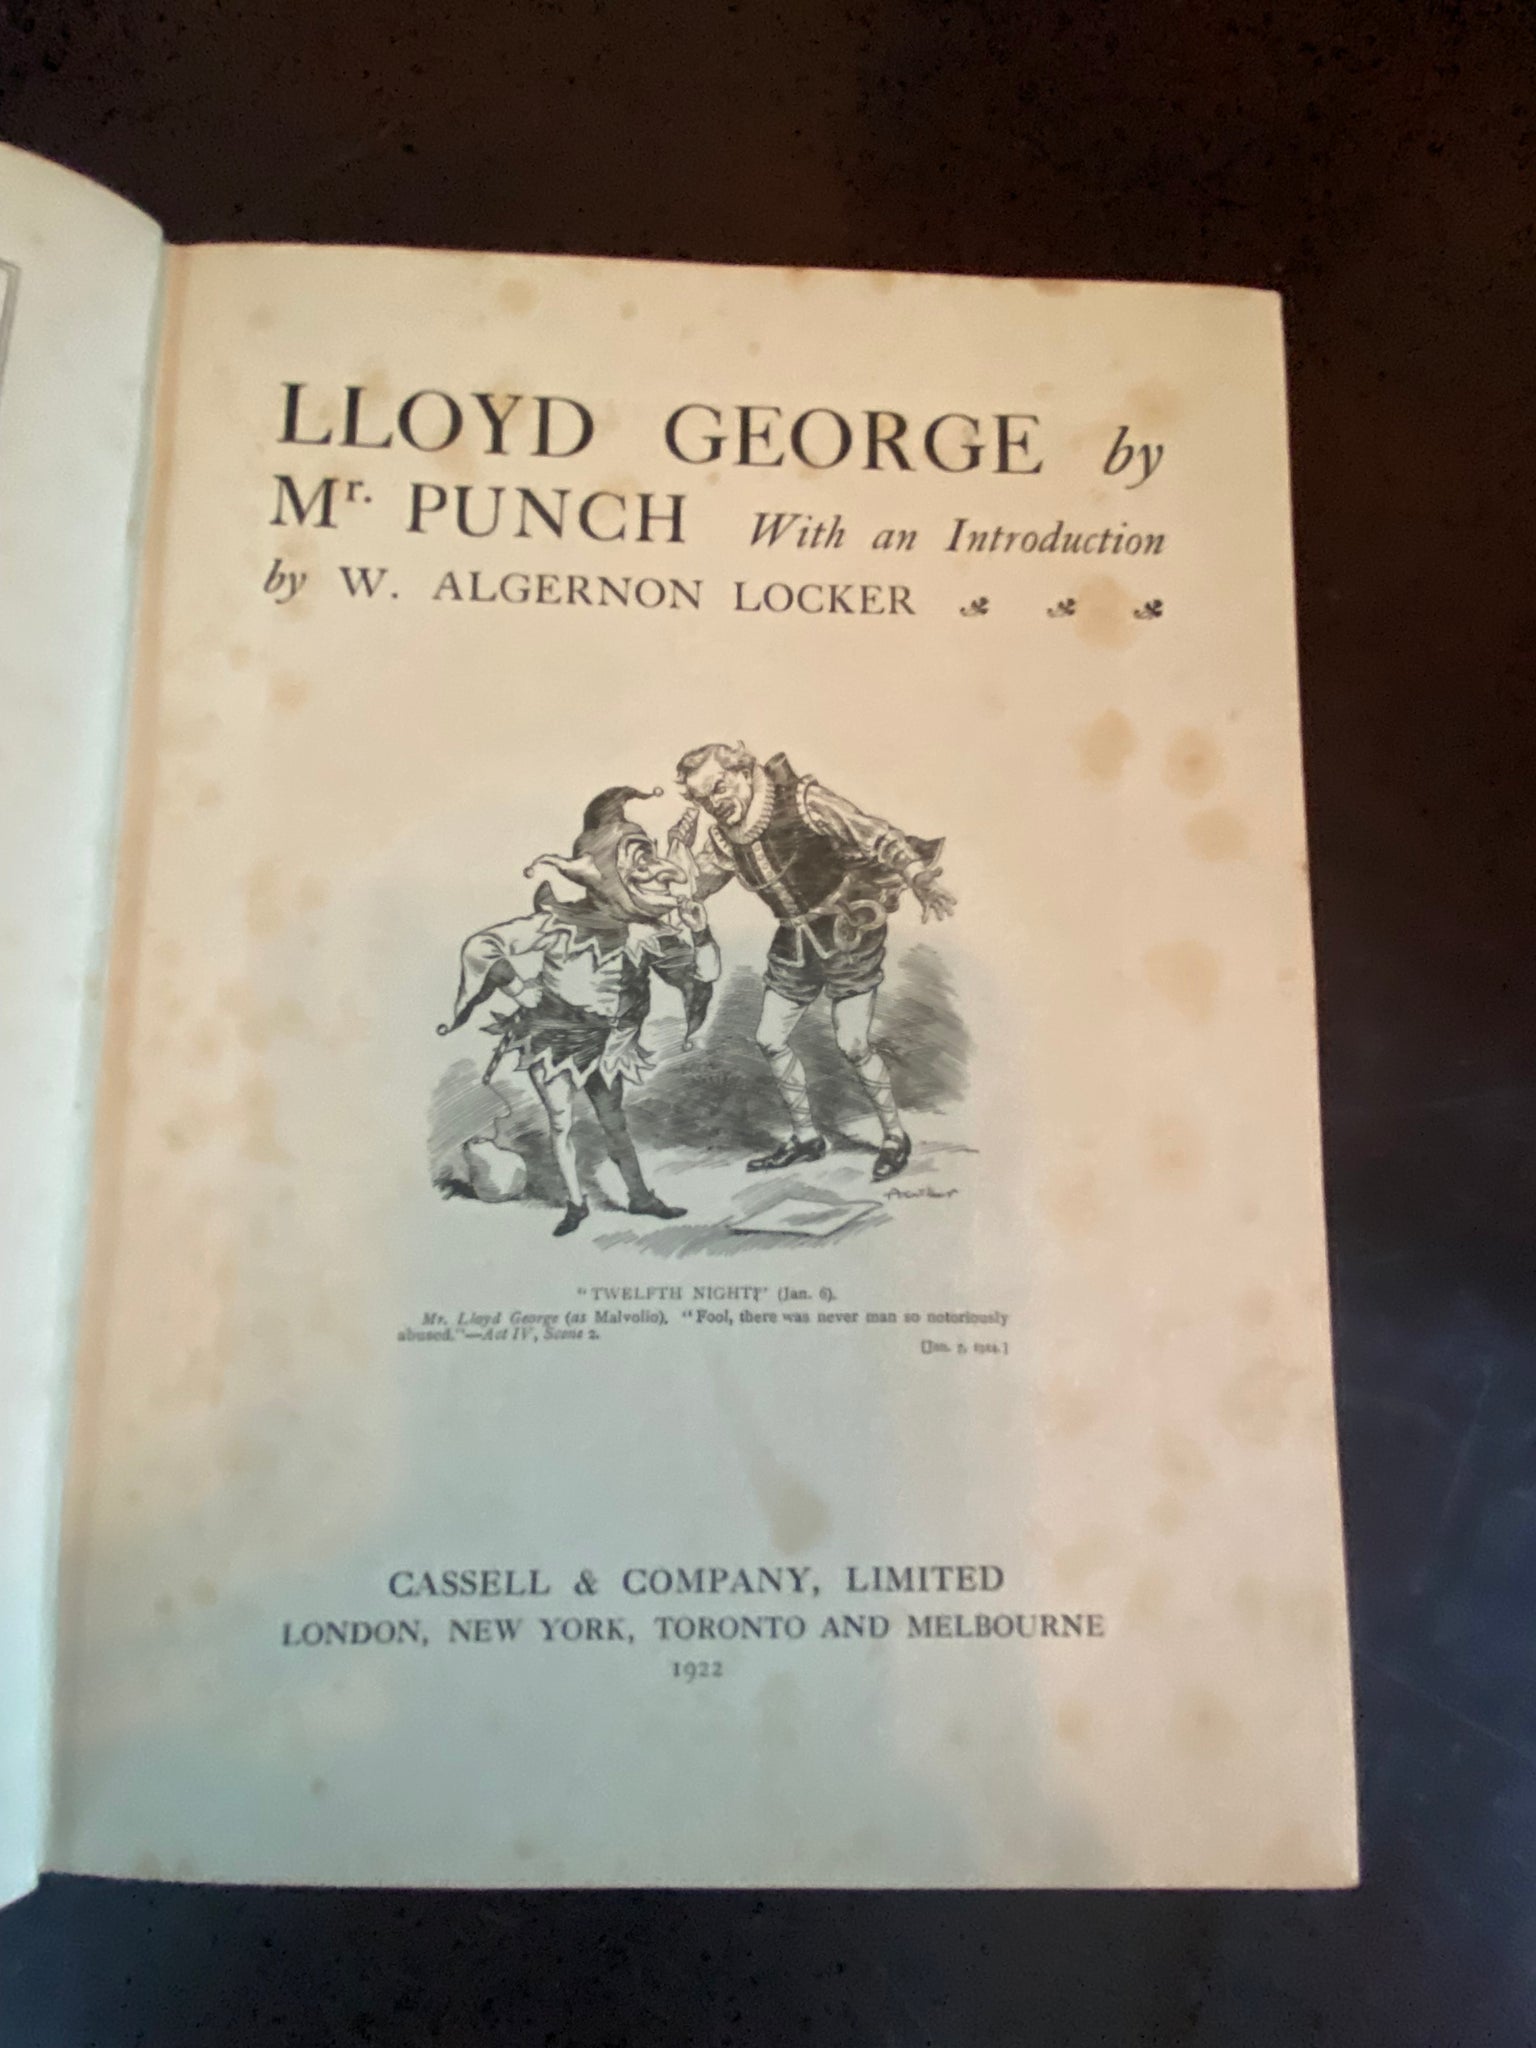 LLOYD GEORGE by
Mr. PUNCH With an Introduction
by W. ALGERNON LOCKER
"TWELFTH NIGHT" (Jan. 6).
Mr. Lloyd George (as Malvolio). "Fool, there was never man so notoriously
abused."—Act IV, Scene 2.
[Jan. 7,
CASSELL & COMPANY, LIMITED
LONDON, NEW YORK, TORONTO AND MELBOURNE
1922